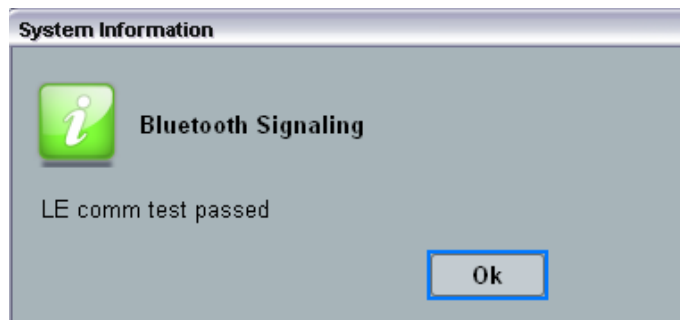 System Information
Bluetooth Signaling
LE comm test passed
Ok